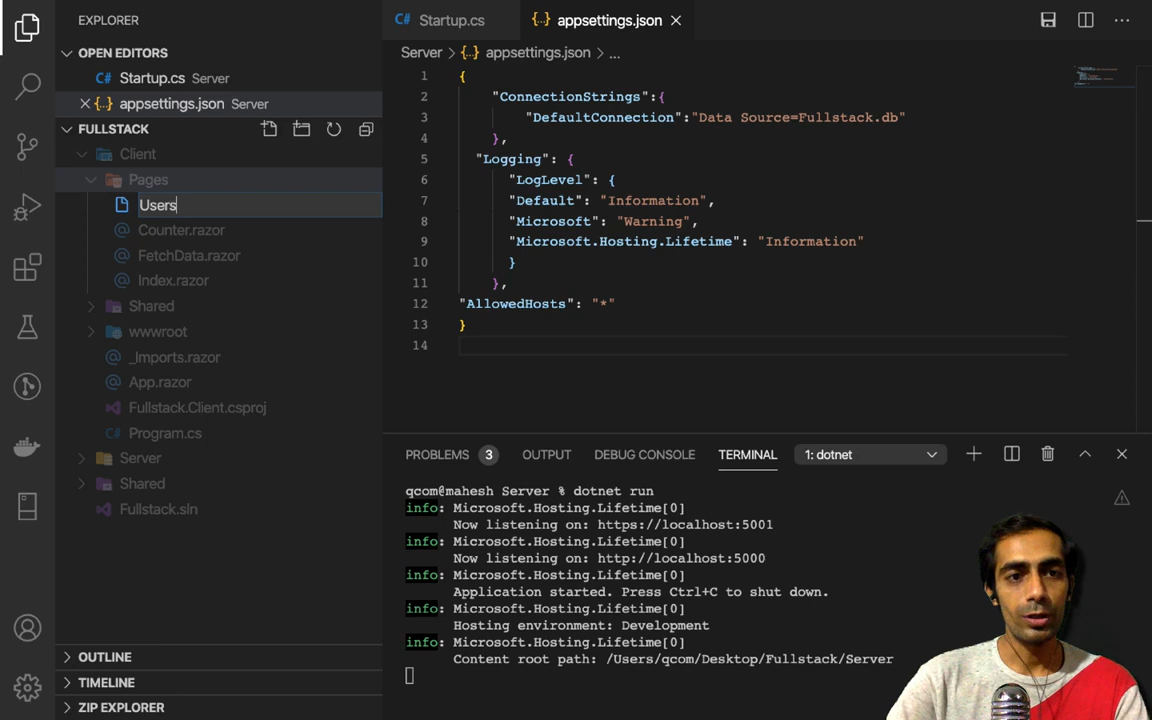 EXPLORER
OPEN EDITORS
C# Startup.cs Server
{..} appsettings.json Server
FULLSTACK
Client
Pages
Users
Counter.razor
FetchData.razor
Index.razor
Shared
wwwroot
_Imports.razor
App.razor
Fullstack.Client.csproj
C# Program.cs
Server
Shared
Fullstack.sln
OUTLINE
TIMELINE
ZIP EXPLORER
C# Startup.cs
{..} appsettings.json
Server > {..} appsettings.json > ...
1 {
2 "ConnectionStrings":{
3 "DefaultConnection":"Data Source=Fullstack.db"
4 },
5 "Logging": {
6 "LogLevel": {
7 "Default": "Information",
8 "Microsoft": "Warning",
9 "Microsoft.Hosting.Lifetime": "Information"
10 }
11 },
12 "AllowedHosts": "*"
13 }
14
PROBLEMS 3 OUTPUT DEBUG CONSOLE TERMINAL 1: dotnet
qcom@mahesh Server % dotnet run
info: Microsoft.Hosting.Lifetime[0]
Now listening on: https://localhost:5001
info: Microsoft.Hosting.Lifetime[0]
Now listening on: http://localhost:5000
info: Microsoft.Hosting.Lifetime[0]
Application started. Press Ctrl+C to shut down.
info: Microsoft.Hosting.Lifetime[0]
Hosting environment: Development
info: Microsoft.Hosting.Lifetime[0]
Content root path: /Users/qcom/Desktop/Fullstack/Server